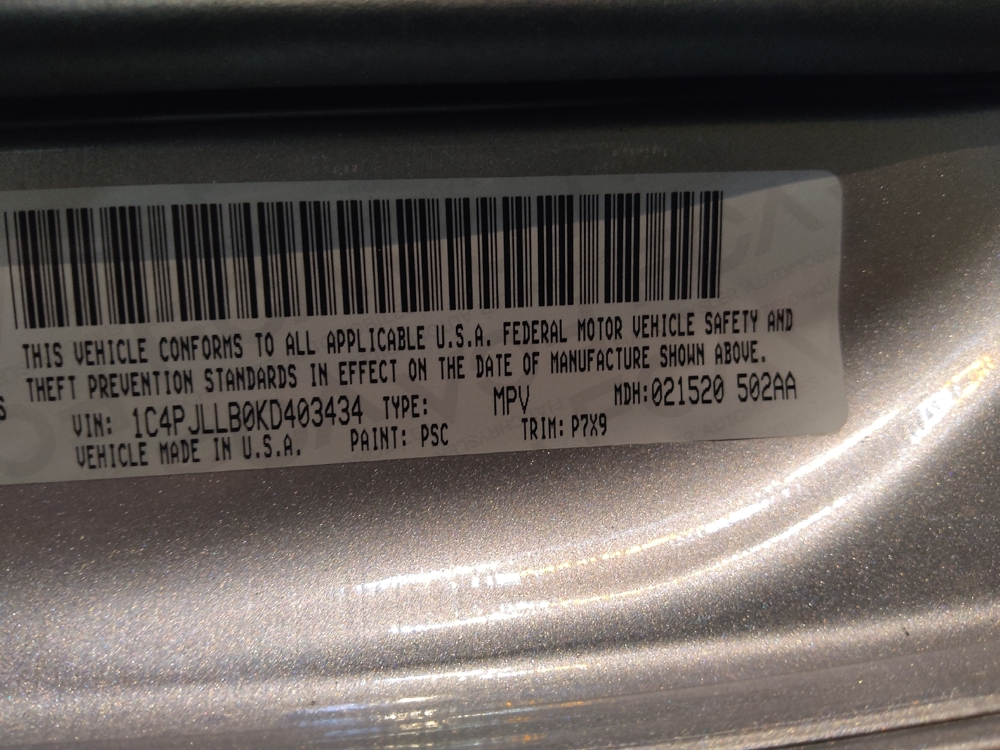 THIS VEHICLE CONFORMS TO ALL APPLICABLE U.S.A. FEDERAL MOTOR VEHICLE SAFETY AND
THEFT PREVENTION STANDARDS IN EFFECT ON THE DATE OF MANUFACTURE SHOWN ABOVE.
VIN: 1C4PJLLB0KD403434 TYPE: MPV MDH:021520 502AA
VEHICLE MADE IN U.S.A. PAINT: PSC TRIM: P7X9